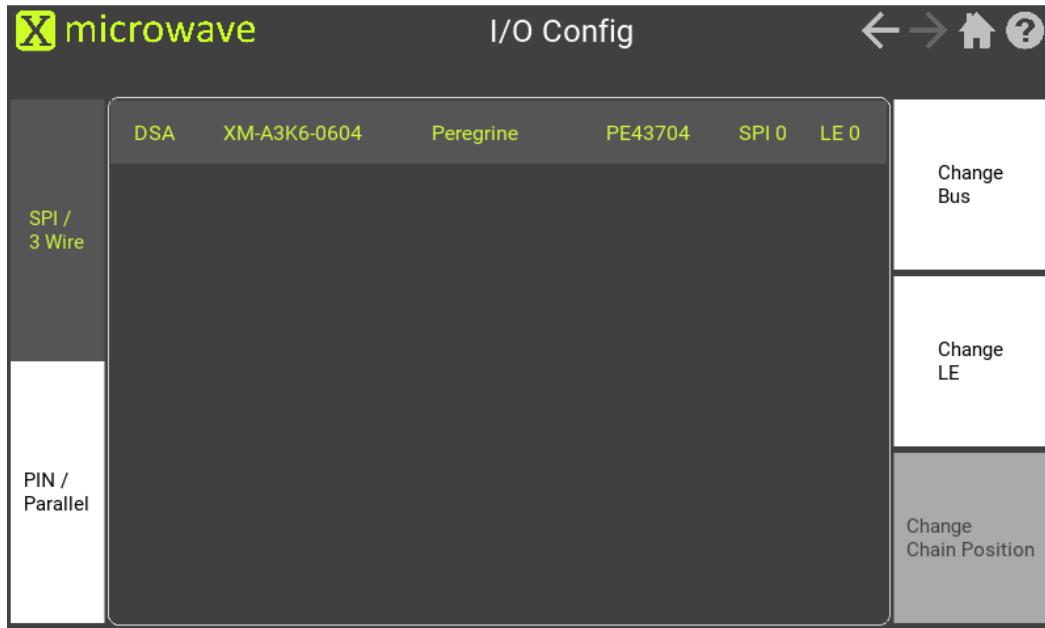 X microwave I/O Config
DSA XM-A3K6-0604 Peregrine PE43704 SPI 0 LE 0
SPI /
3 Wire
PIN /
Parallel
Change
Bus
Change
LE
Change
Chain Position